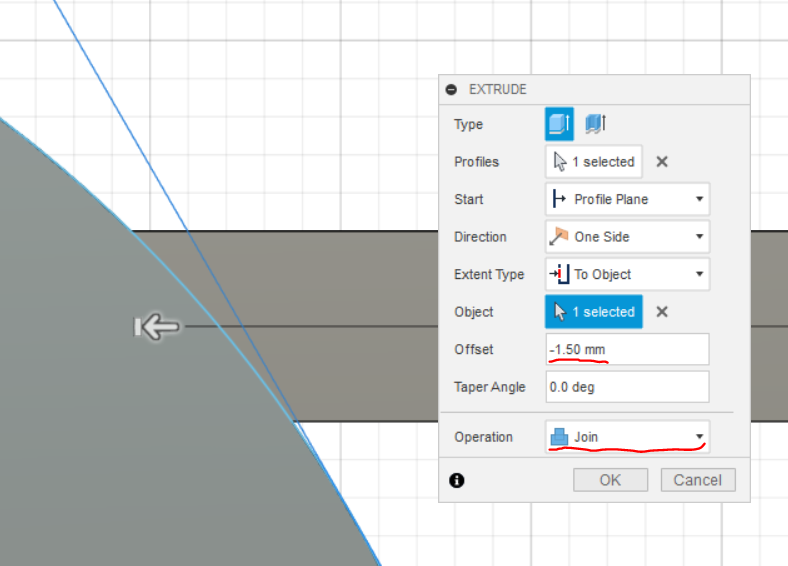 EXTRUDE
Type
Profiles 1 selected
Start Profile Plane
Direction One Side
Extent Type To Object
Object 1 selected
Offset -1.50 mm
Taper Angle 0.0 deg
Operation Join
OK Cancel